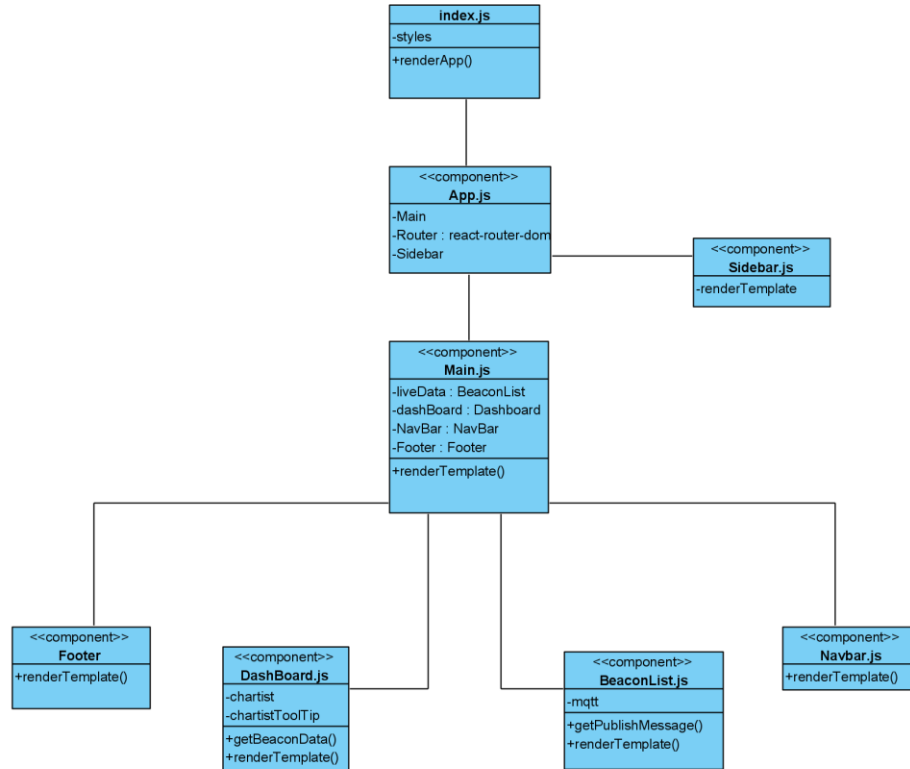 index.js
-styles
+renderApp()
<<component>>
App.js
-Main
-Router : react-router-dom
-Sidebar
<<component>>
Sidebar.js
-renderTemplate
<<component>>
Main.js
-liveData : BeaconList
-dashBoard : Dashboard
-NavBar : NavBar
-Footer : Footer
+renderTemplate()
<<component>>
Footer
+renderTemplate()
<<component>>
DashBoard.js
-chartist
-chartistToolTip
+getBeaconData()
+renderTemplate()
<<component>>
BeaconList.js
-mqtt
+getPublishMessage()
+renderTemplate()
<<component>>
Navbar.js
+renderTemplate()